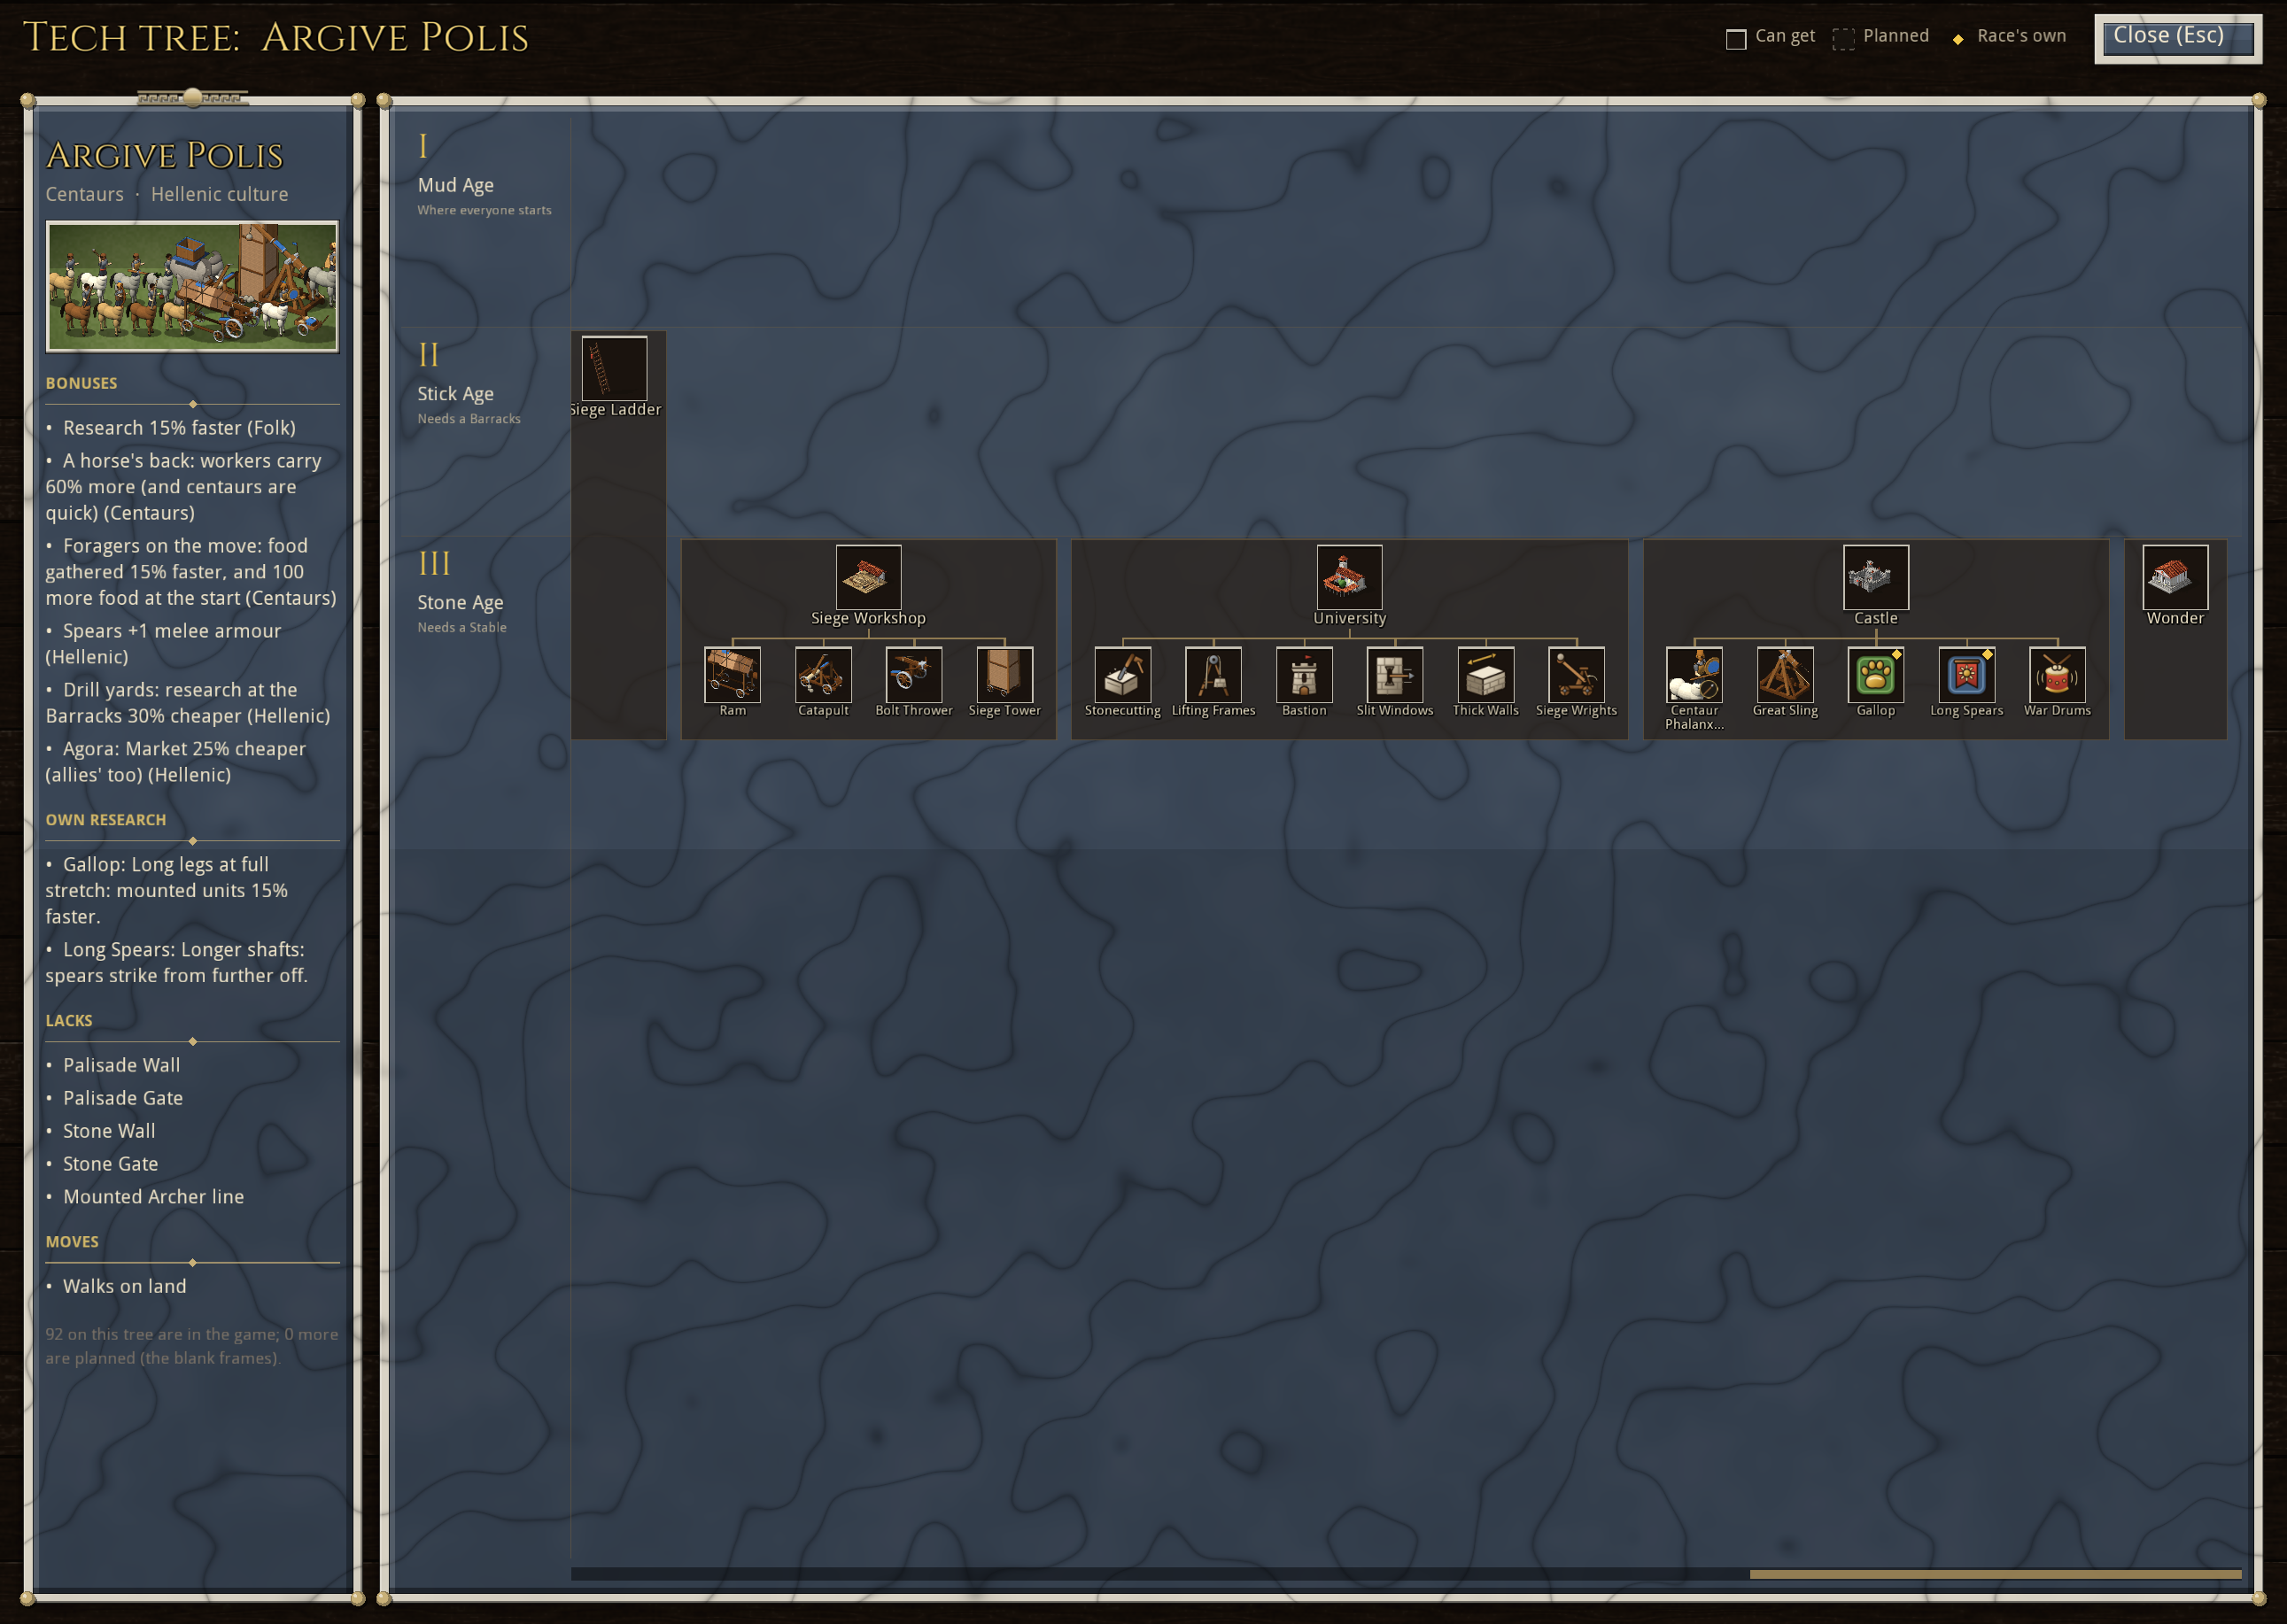 TECH TREE: ARGIVE POLIS
Can get
Planned
Race's own
Close (Esc)
ARGIVE POLIS
Centaurs · Hellenic culture
BONUSES
• Research 15% faster (Folk)
• A horse's back: workers carry
60% more (and centaurs are
quick) (Centaurs)
• Foragers on the move: food
gathered 15% faster, and 100
more food at the start (Centaurs)
• Spears +1 melee armour
(Hellenic)
• Drill yards: research at the
Barracks 30% cheaper (Hellenic)
• Agora: Market 25% cheaper
(allies' too) (Hellenic)
OWN RESEARCH
• Gallop: Long legs at full
stretch: mounted units 15%
faster.
• Long Spears: Longer shafts:
spears strike from further off.
LACKS
• Palisade Wall
• Palisade Gate
• Stone Wall
• Stone Gate
• Mounted Archer line
MOVES
• Walks on land
92 on this tree are in the game; 0 more
are planned (the blank frames).
I
Mud Age
Where everyone starts
II
Stick Age
Needs a Barracks
Siege Ladder
III
Stone Age
Needs a Stable
Siege Workshop
Ram
Catapult
Bolt Thrower
Siege Tower
University
Stonecutting
Lifting Frames
Bastion
Slit Windows
Thick Walls
Siege Wrights
Castle
Centaur
Phalanx...
Great Sling
Gallop
Long Spears
War Drums
Wonder